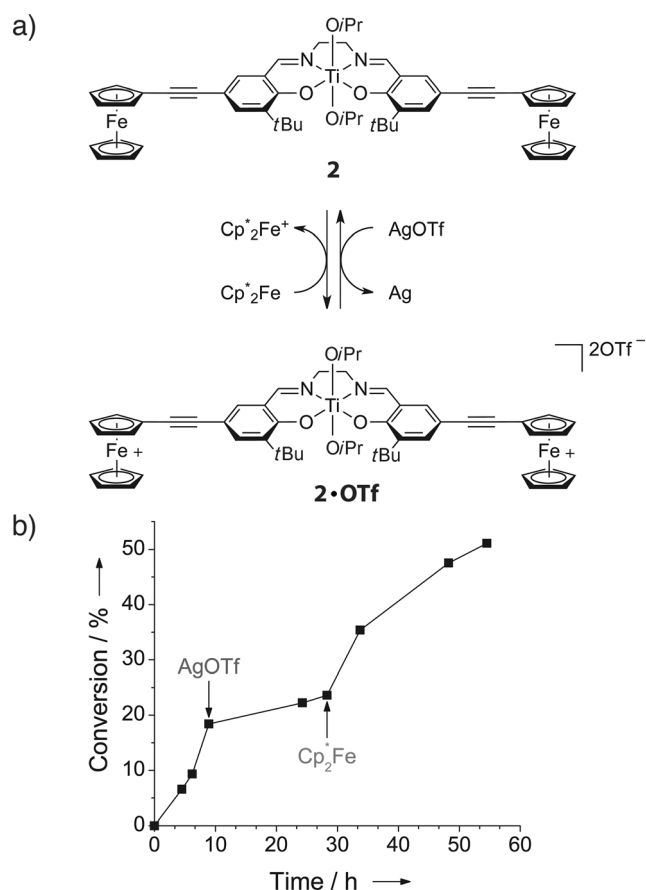 a)
OiPr
N N
Ti
O O
OiPr
tBu tBu
Fe Fe
2
Cp*2Fe+ AgOTf
Cp*2Fe Ag
OiPr
2OTf−
N N
Ti
O O
OiPr
tBu tBu
Fe+ Fe+
2•OTf
b)
Conversion / %
50
40
30
20
10
0
AgOTf
Cp*2Fe
0 10 20 30 40 50 60
Time / h